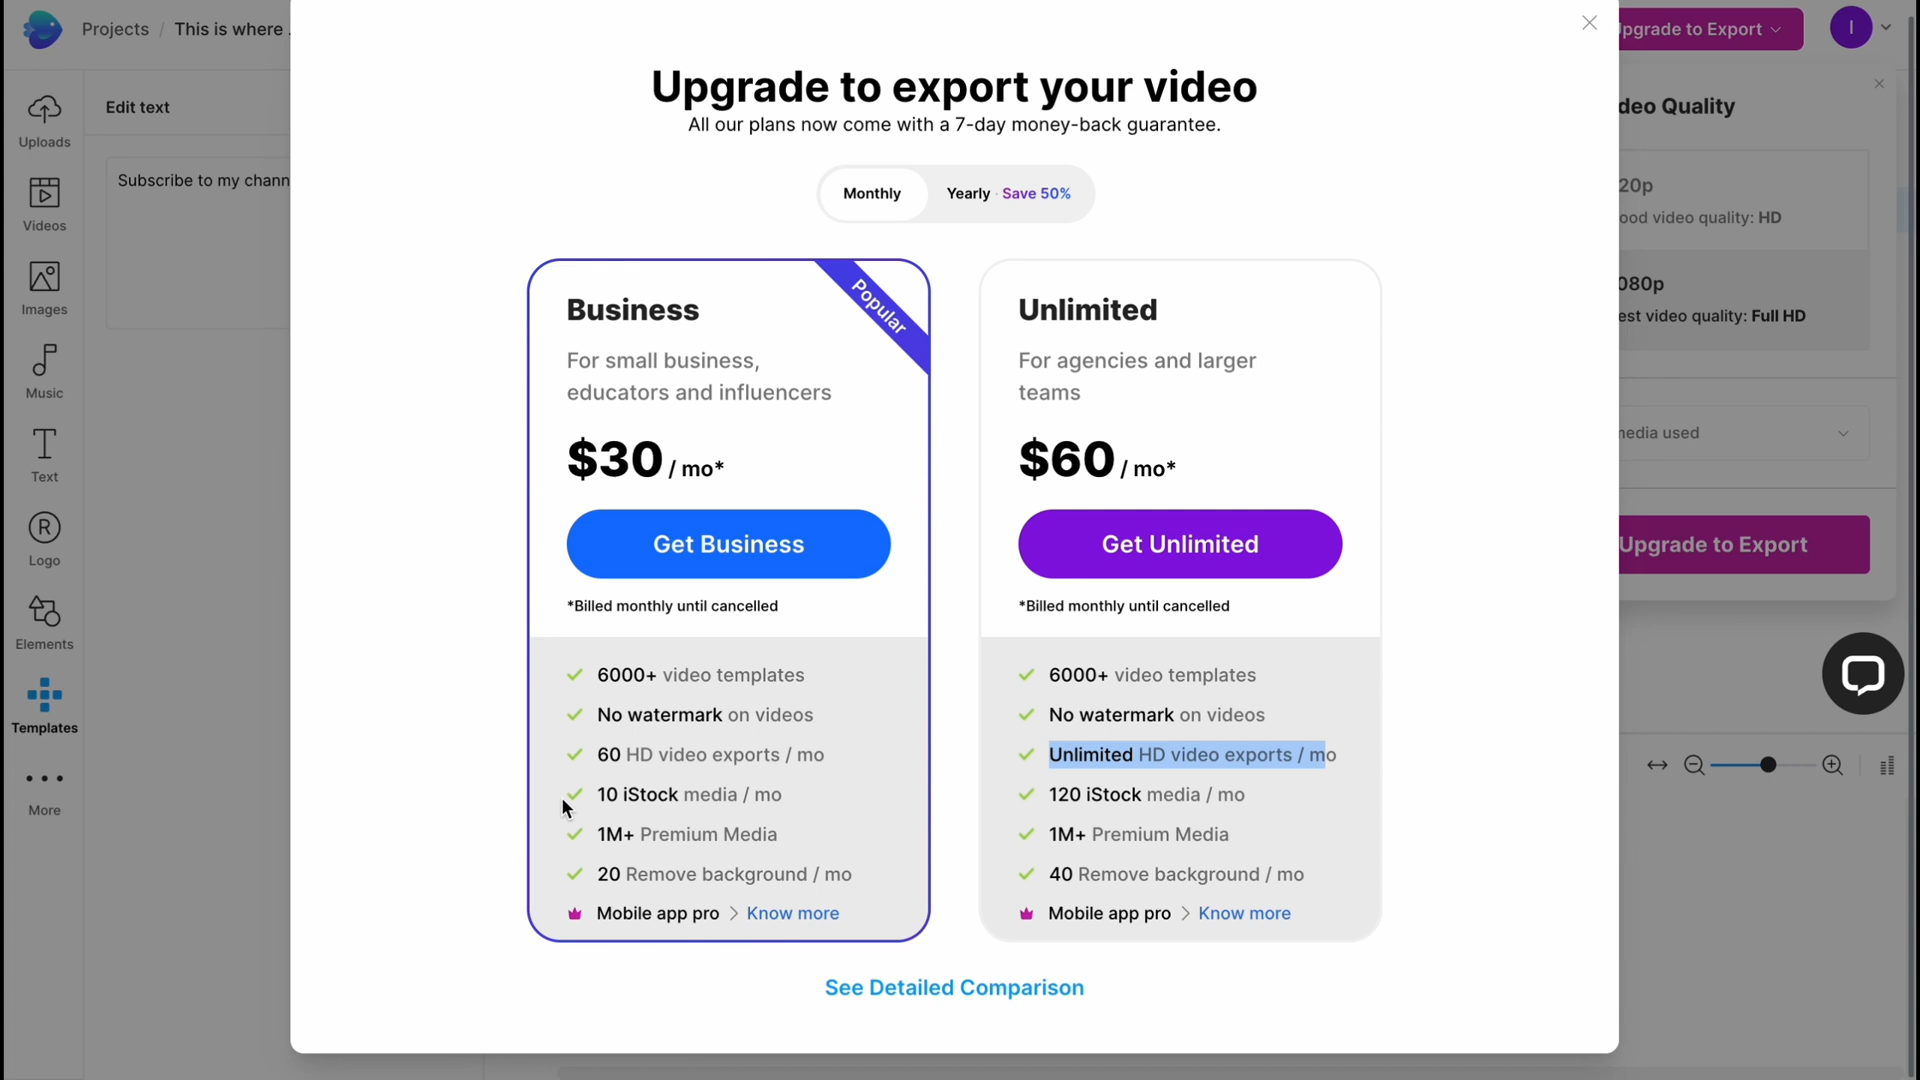 Projects / This is where .
Upgrade to Export
I
Edit text
Subscribe to my chann
Uploads
Videos
Images
Music
Text
R
Logo
Elements
Templates
More
Upgrade to export your video
All our plans now come with a 7-day money-back guarantee.
Monthly
Yearly · Save 50%
Popular
Business
For small business,
educators and influencers
$30 / mo*
Get Business
*Billed monthly until cancelled
6000+ video templates
No watermark on videos
60 HD video exports / mo
10 iStock media / mo
1M+ Premium Media
20 Remove background / mo
Mobile app pro > Know more
Unlimited
For agencies and larger
teams
$60 / mo*
Get Unlimited
*Billed monthly until cancelled
6000+ video templates
No watermark on videos
Unlimited HD video exports / mo
120 iStock media / mo
1M+ Premium Media
40 Remove background / mo
Mobile app pro > Know more
See Detailed Comparison
deo Quality
20p
ood video quality: HD
080p
est video quality: Full HD
nedia used
Upgrade to Export